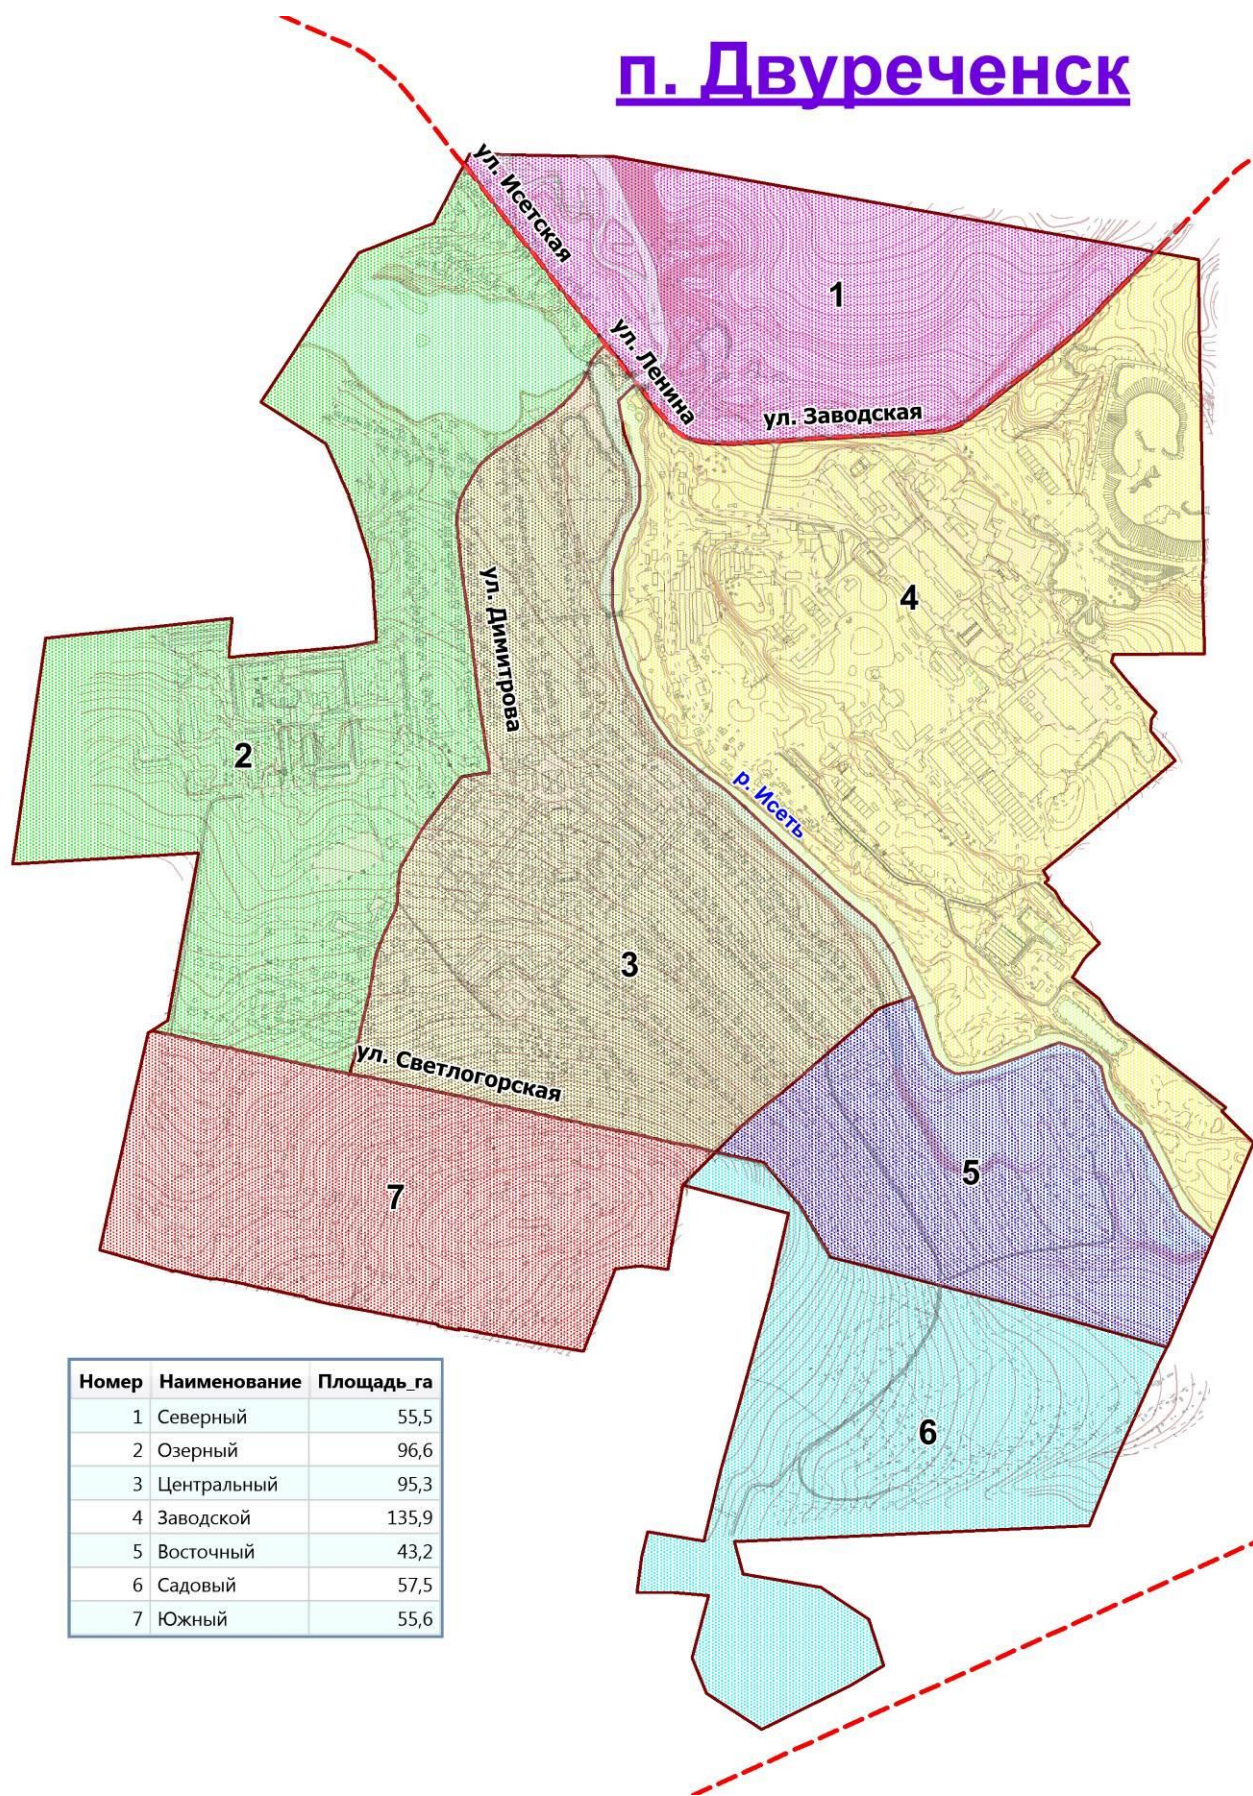 п. Двуреченск
ул. Исетская
1
ул. Ленина
ул. Заводская
4
ул. Димитрова
2
р. Исеть
3
ул. Светлогорская
5
7
6
Номер Наименование Площадь_га
1 Северный 55,5
2 Озерный 96,6
3 Центральный 95,3
4 Заводской 135,9
5 Восточный 43,2
6 Садовый 57,5
7 Южный 55,6